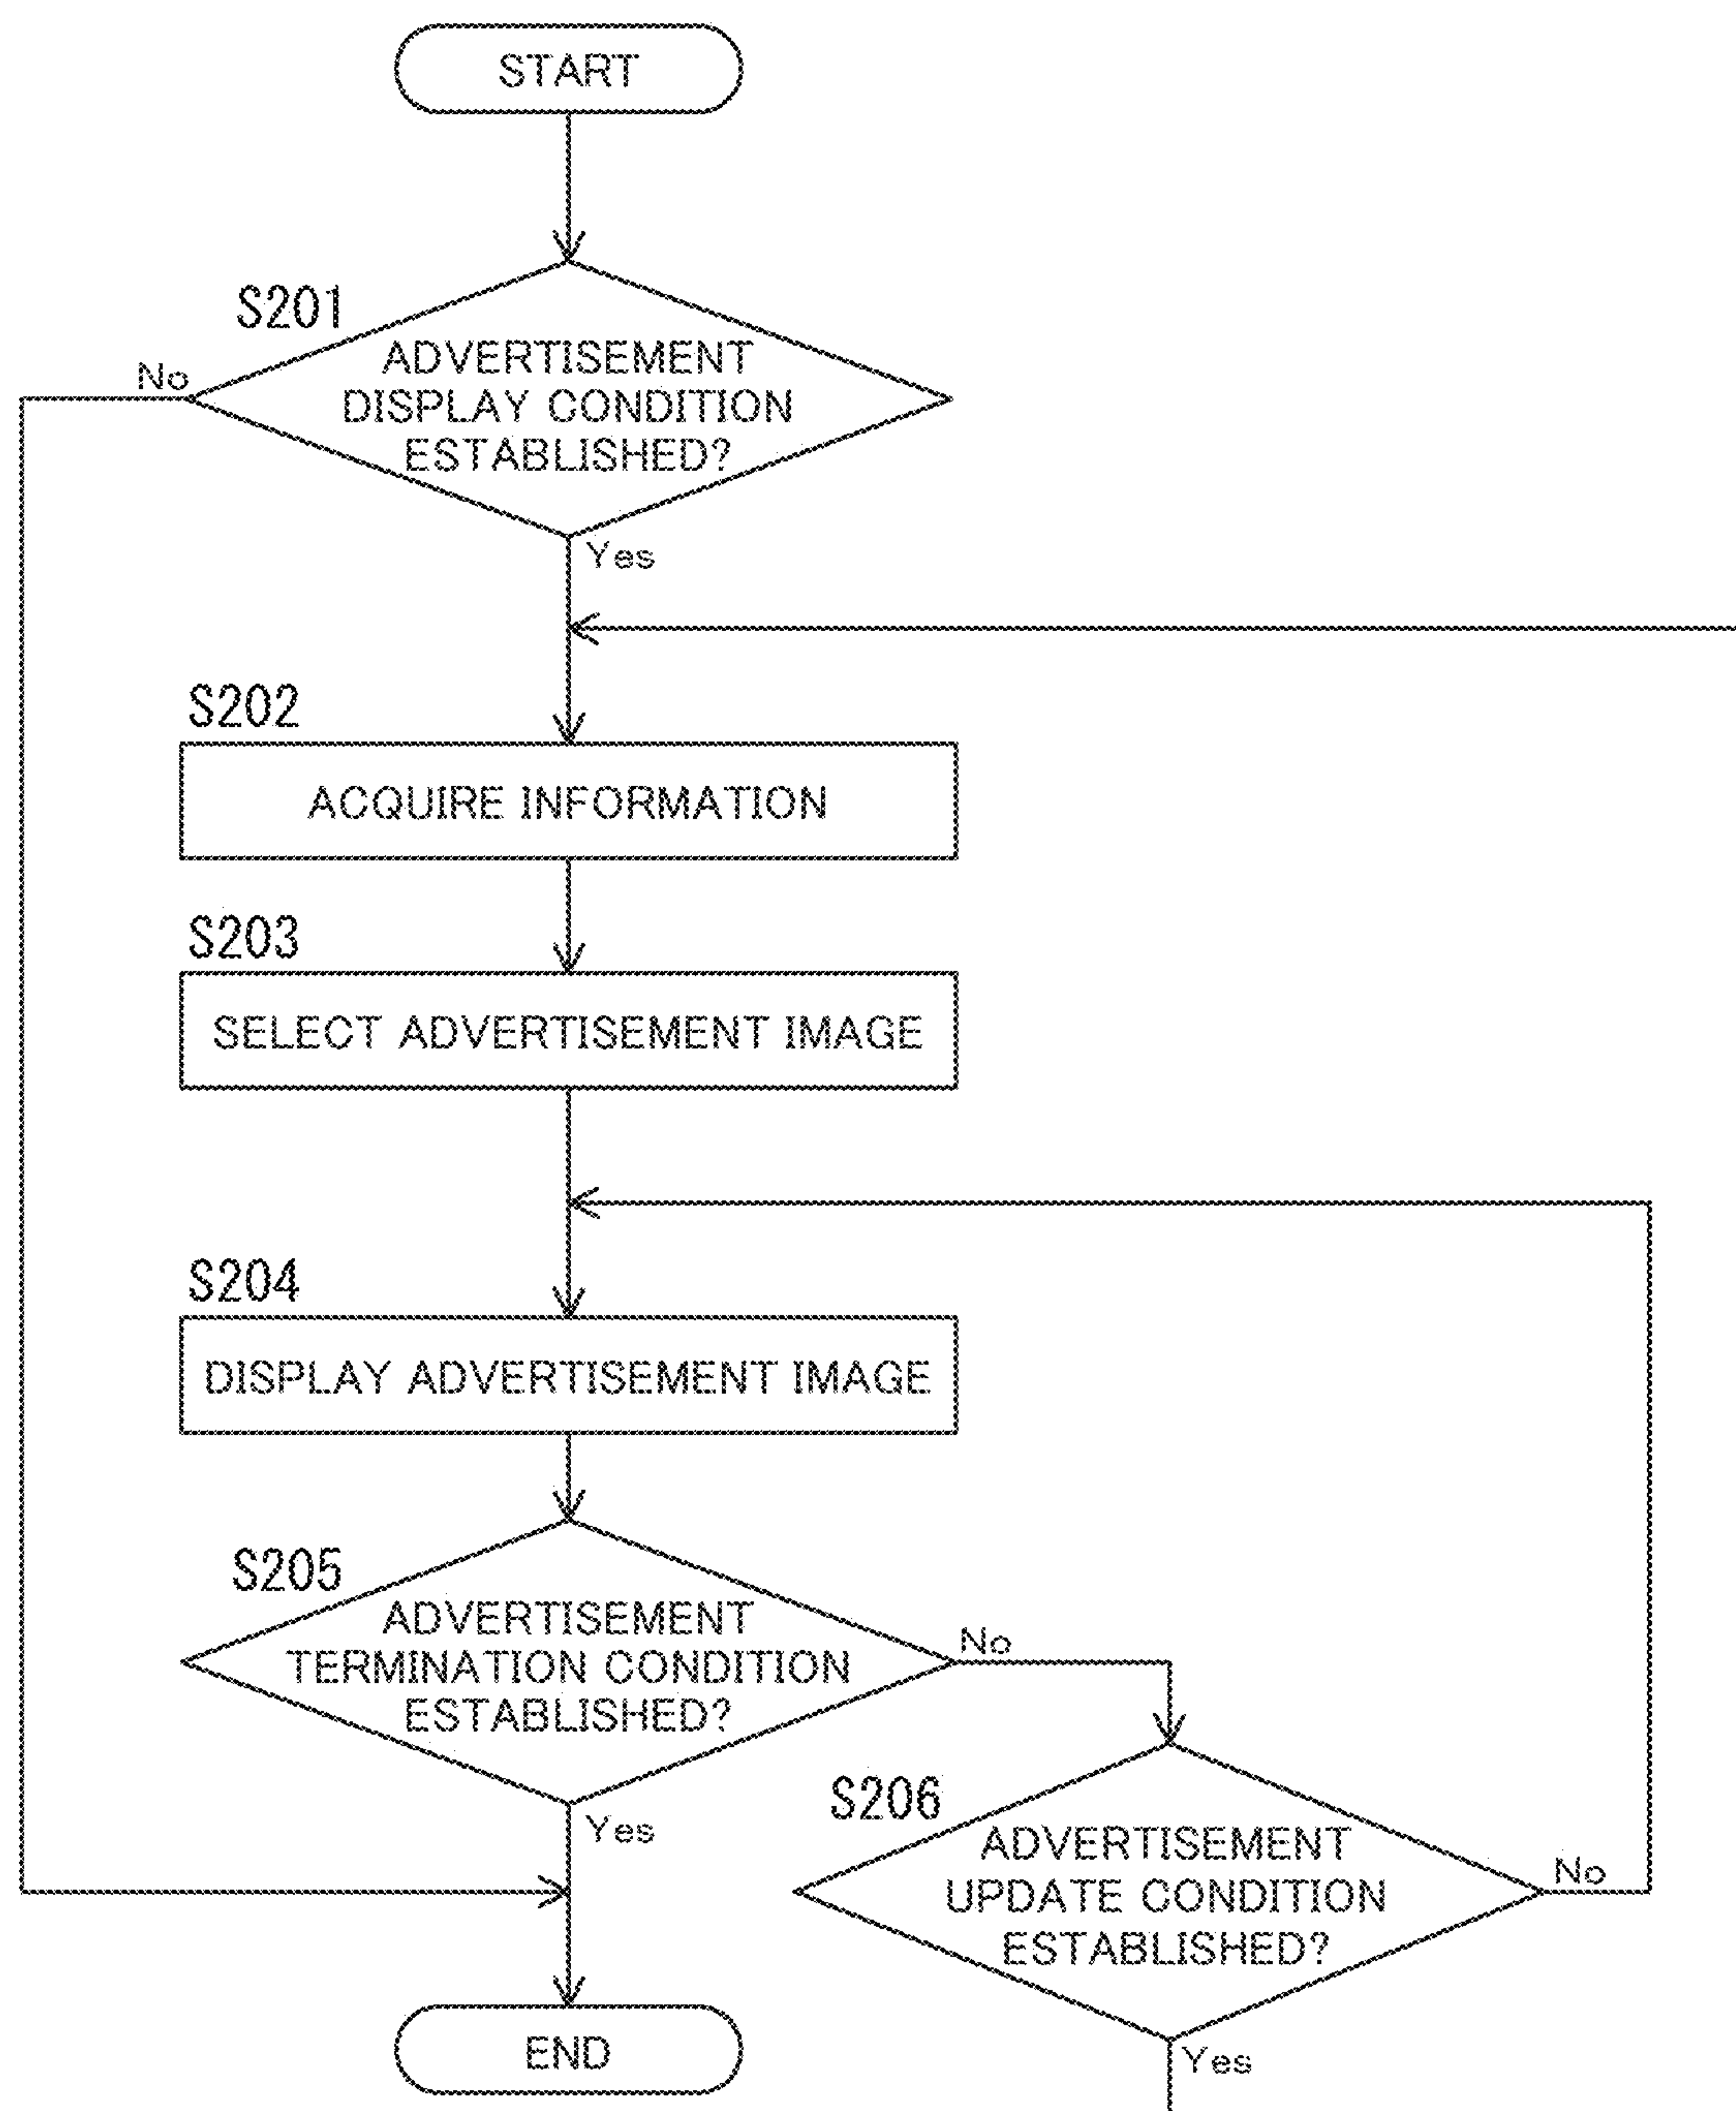 START
S201
ADVERTISEMENT
DISPLAY CONDITION
ESTABLISHED?
No
Yes
S202
ACQUIRE INFORMATION
S203
SELECT ADVERTISEMENT IMAGE
S204
DISPLAY ADVERTISEMENT IMAGE
S205
ADVERTISEMENT
TERMINATION CONDITION
ESTABLISHED?
No
Yes
S206
ADVERTISEMENT
UPDATE CONDITION
ESTABLISHED?
No
Yes
END